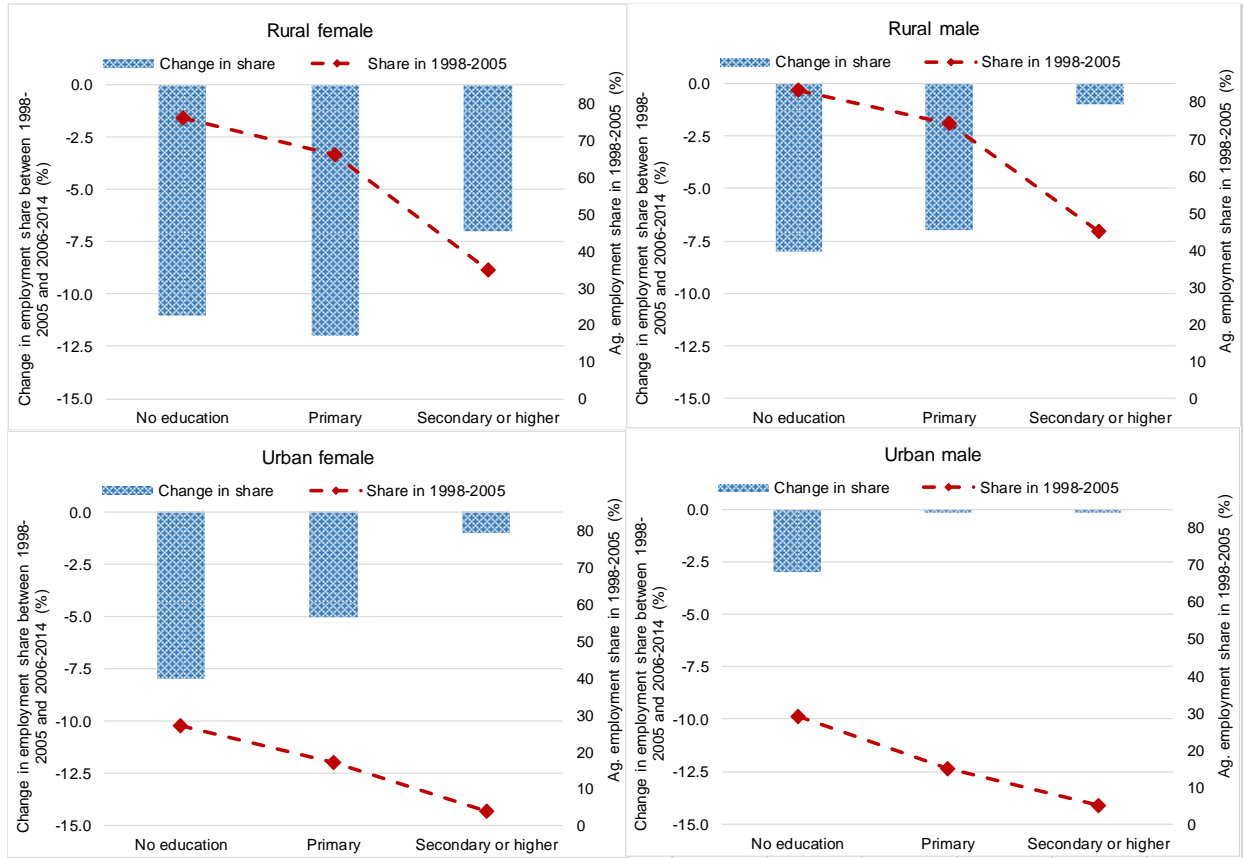 Rural female
Change in share
Share in 1998-2005
Change in employment share between 1998-
2005 and 2006-2014 (%)
0.0
-2.5
-5.0
-7.5
-10.0
-12.5
-15.0
80
70
60
50
40
30
20
10
0
Ag. employment share in 1998-2005 (%)
No education
Primary
Secondary or higher
Rural male
Change in share
Share in 1998-2005
Change in employment share between 1998-
2005 and 2006-2014 (%)
0.0
-2.5
-5.0
-7.5
-10.0
-12.5
-15.0
80
70
60
50
40
30
20
10
0
Ag. employment share in 1998-2005 (%)
No education
Primary
Secondary or higher
Urban female
Change in share
Share in 1998-2005
Change in employment share between 1998-
2005 and 2006-2014 (%)
0.0
-2.5
-5.0
-7.5
-10.0
-12.5
-15.0
80
70
60
50
40
30
20
10
0
Ag. employment share in 1998-2005 (%)
No education
Primary
Secondary or higher
Urban male
Change in share
Share in 1998-2005
Change in employment share between 1998-
2005 and 2006-2014 (%)
0.0
-2.5
-5.0
-7.5
-10.0
-12.5
-15.0
80
70
60
50
40
30
20
10
0
Ag. employment share in 1998-2005 (%)
No education
Primary
Secondary or higher